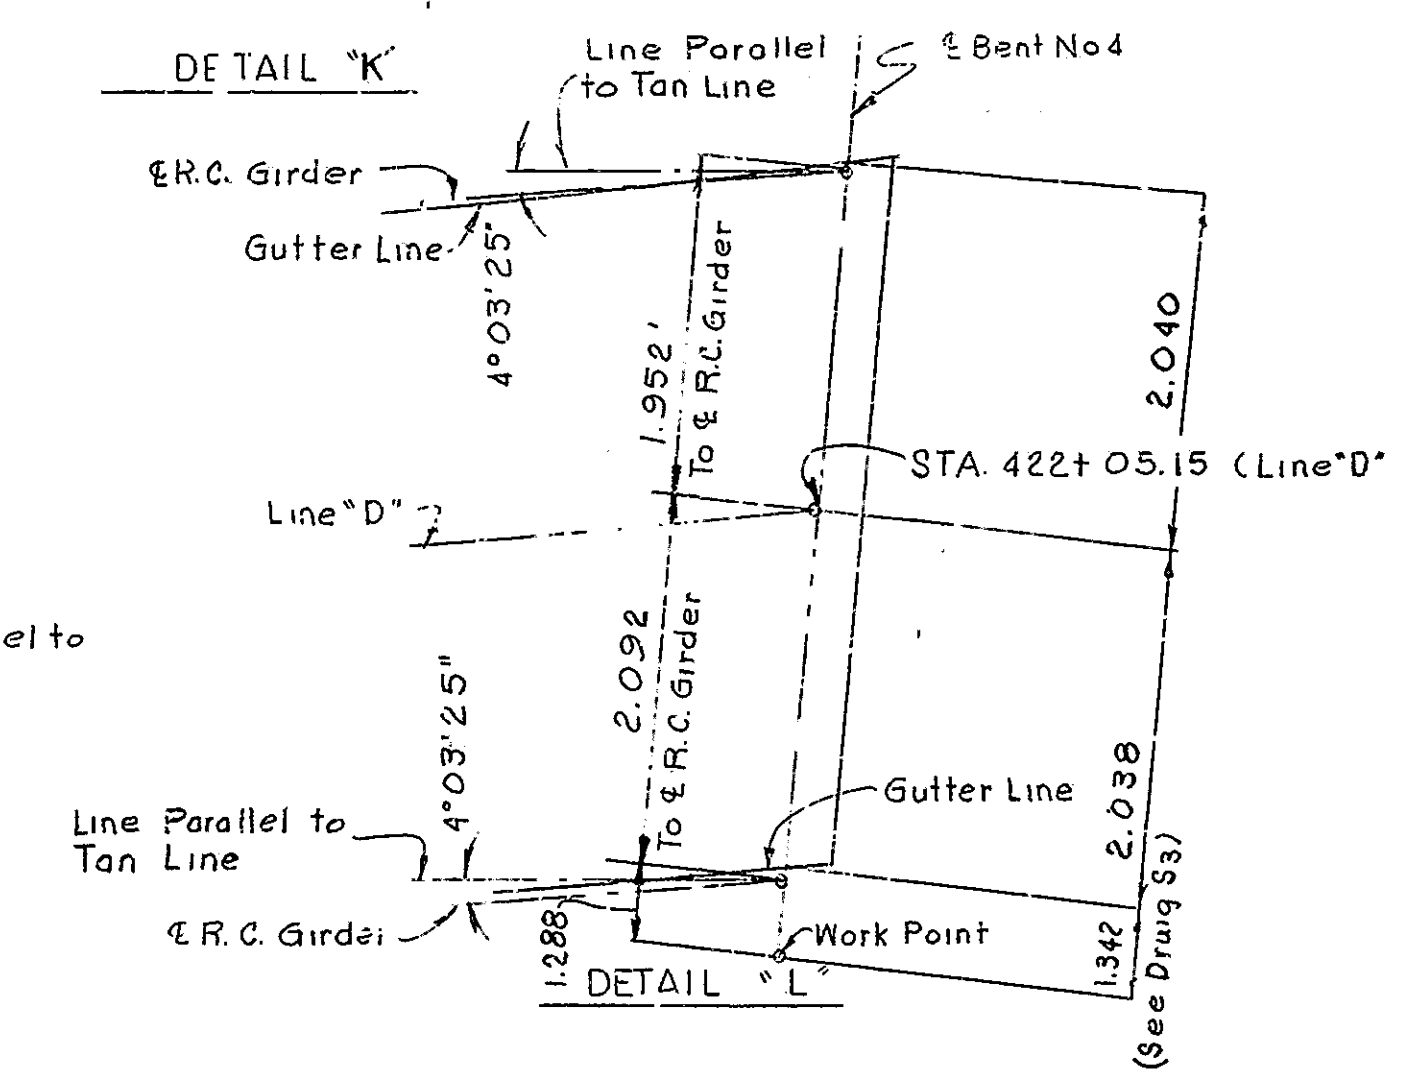 DETAIL "K"
Line Parallel
to Tan Line
℄ Bent No 4
℄ R.C. Girder
Gutter Line
4°03'25"
1.952'
To ℄ R.C. Girder
2.040
STA. 422+05.15 (Line "D"
Line "D"
el to
2.092
To ℄ R.C. Girder
4°03'25"
2.038
Gutter Line
Line Parallel to
Tan Line
℄ R.C. Girder
1.288
Work Point
1.342
(See Drwg S3)
DETAIL "L"